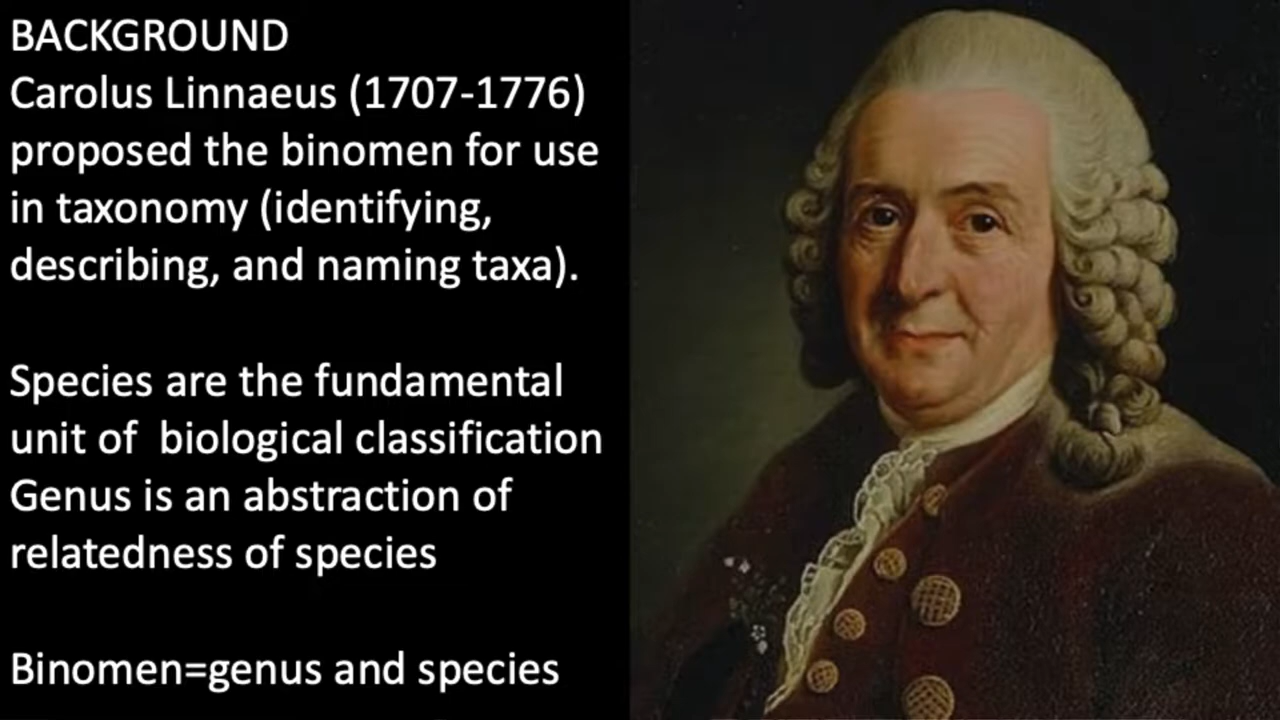 BACKGROUND
Carolus Linnaeus (1707-1776)
proposed the binomen for use
in taxonomy (identifying,
describing, and naming taxa).
Species are the fundamental
unit of  biological classification
Genus is an abstraction of
relatedness of species
Binomen=genus and species